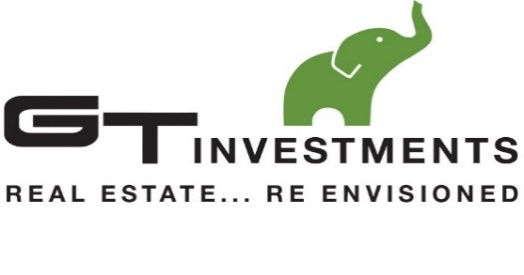 GT INVESTMENTS
REAL ESTATE... RE ENVISIONED